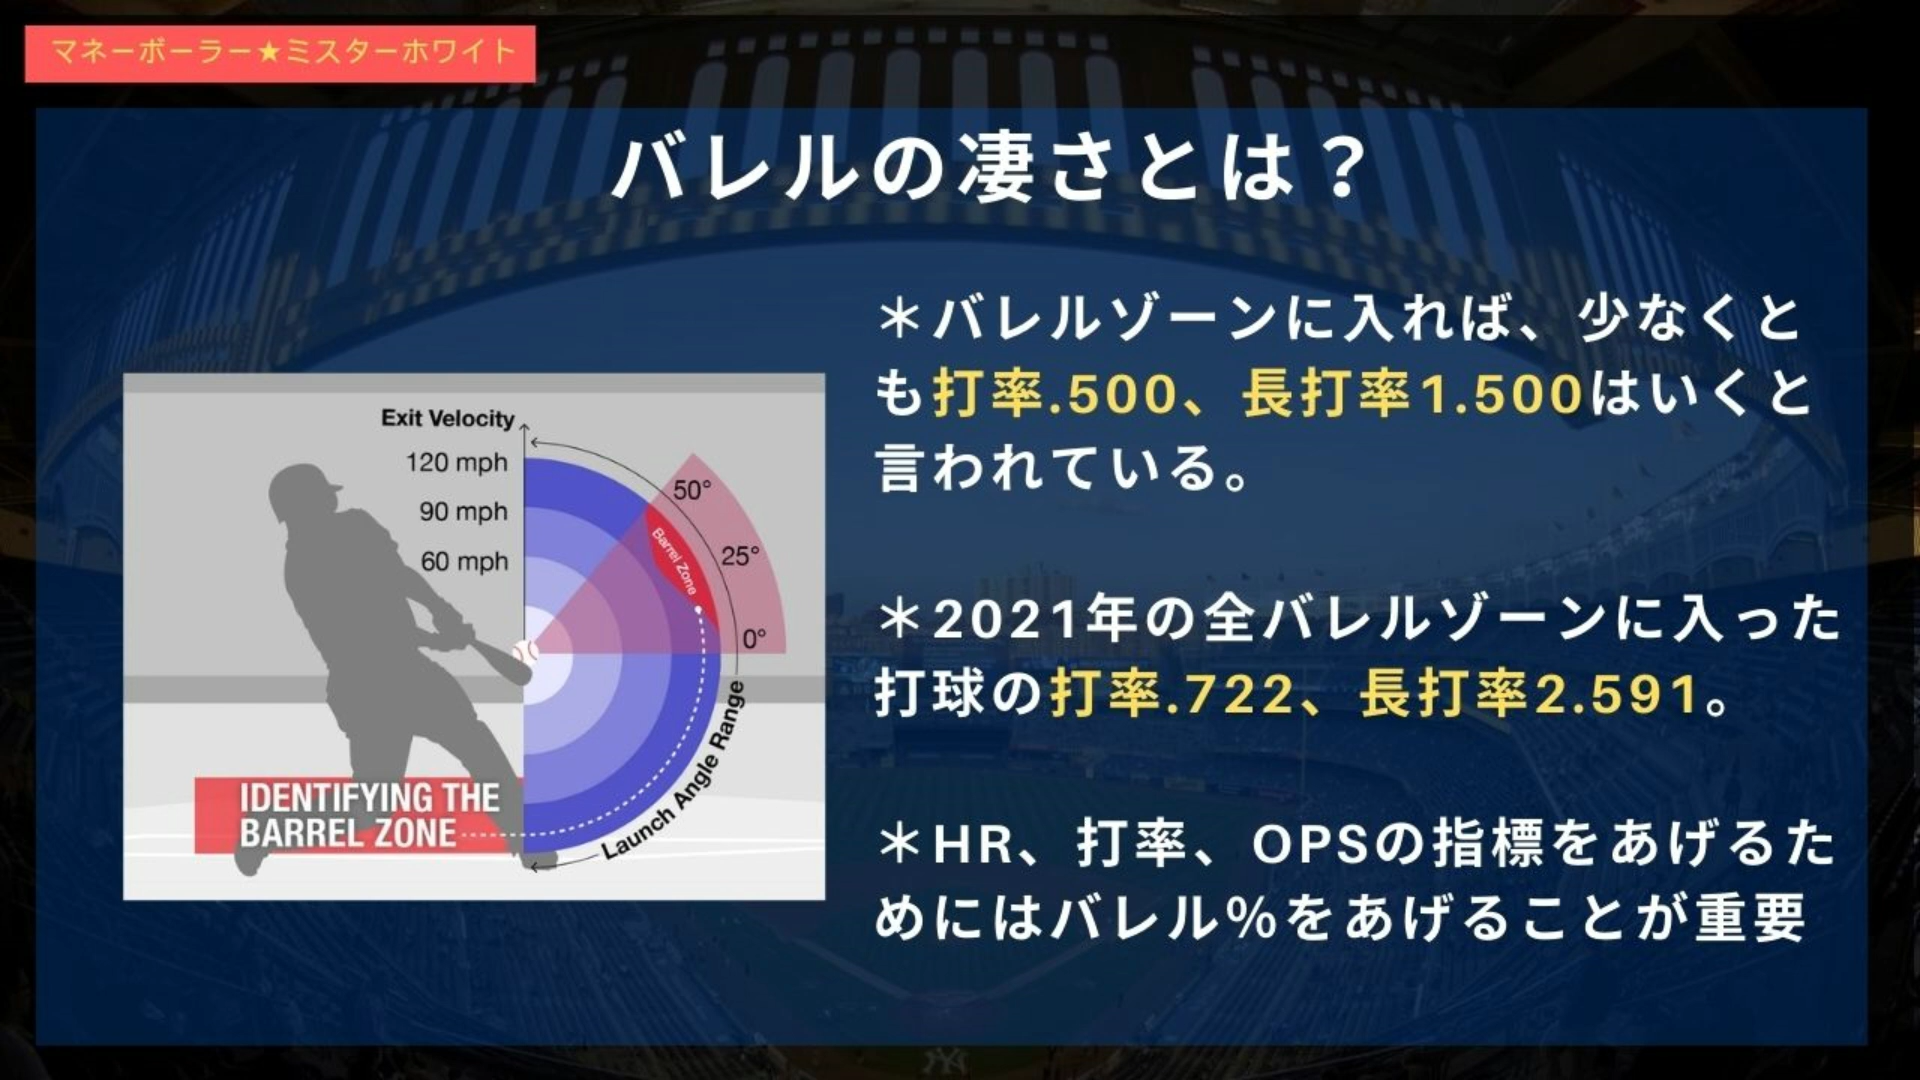 マネーボーラー★ミスターホワイト
バレルの凄さとは？
Exit Velocity
120 mph
90 mph
60 mph
50°
25°
0°
Barrel Zone
Launch Angle Range
IDENTIFYING THE
BARREL ZONE
＊バレルゾーンに入れば、少なくと
も打率.500、長打率1.500はいくと
言われている。
＊2021年の全バレルゾーンに入った
打球の打率.722、長打率2.591。
＊HR、打率、OPSの指標をあげるた
めにはバレル％をあげることが重要